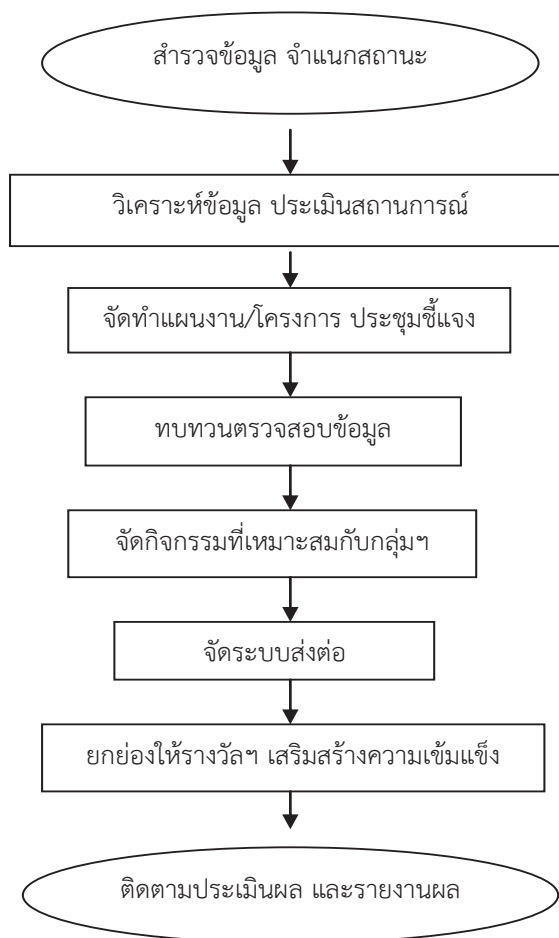 สำรวจข้อมูล จำแนกสถานะ
วิเคราะห์ข้อมูล ประเมินสถานการณ์
จัดทำแผนงาน/โครงการ ประชุมชี้แจง
ทบทวนตรวจสอบข้อมูล
จัดกิจกรรมที่เหมาะสมกับกลุ่มฯ
จัดระบบส่งต่อ
ยกย่องให้รางวัลฯ เสริมสร้างความเข้มแข็ง
ติดตามประเมินผล และรายงานผล